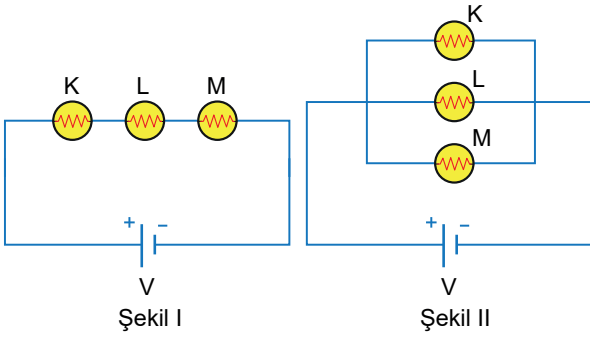 K L M
+ –
V
Şekil I
K
L
M
+ –
V
Şekil II